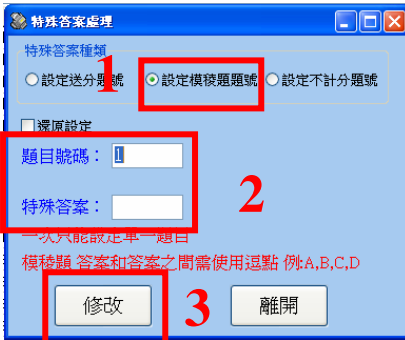 特殊答案處理
特殊答案種類
設定送分題號 設定模稜題題號 設定不計分題號
1
還原設定
題目號碼： 1
特殊答案：
2
一次只能設定單一題目
模稜題 答案和答案之間需使用逗點 例:A,B,C,D
修改 3 離開